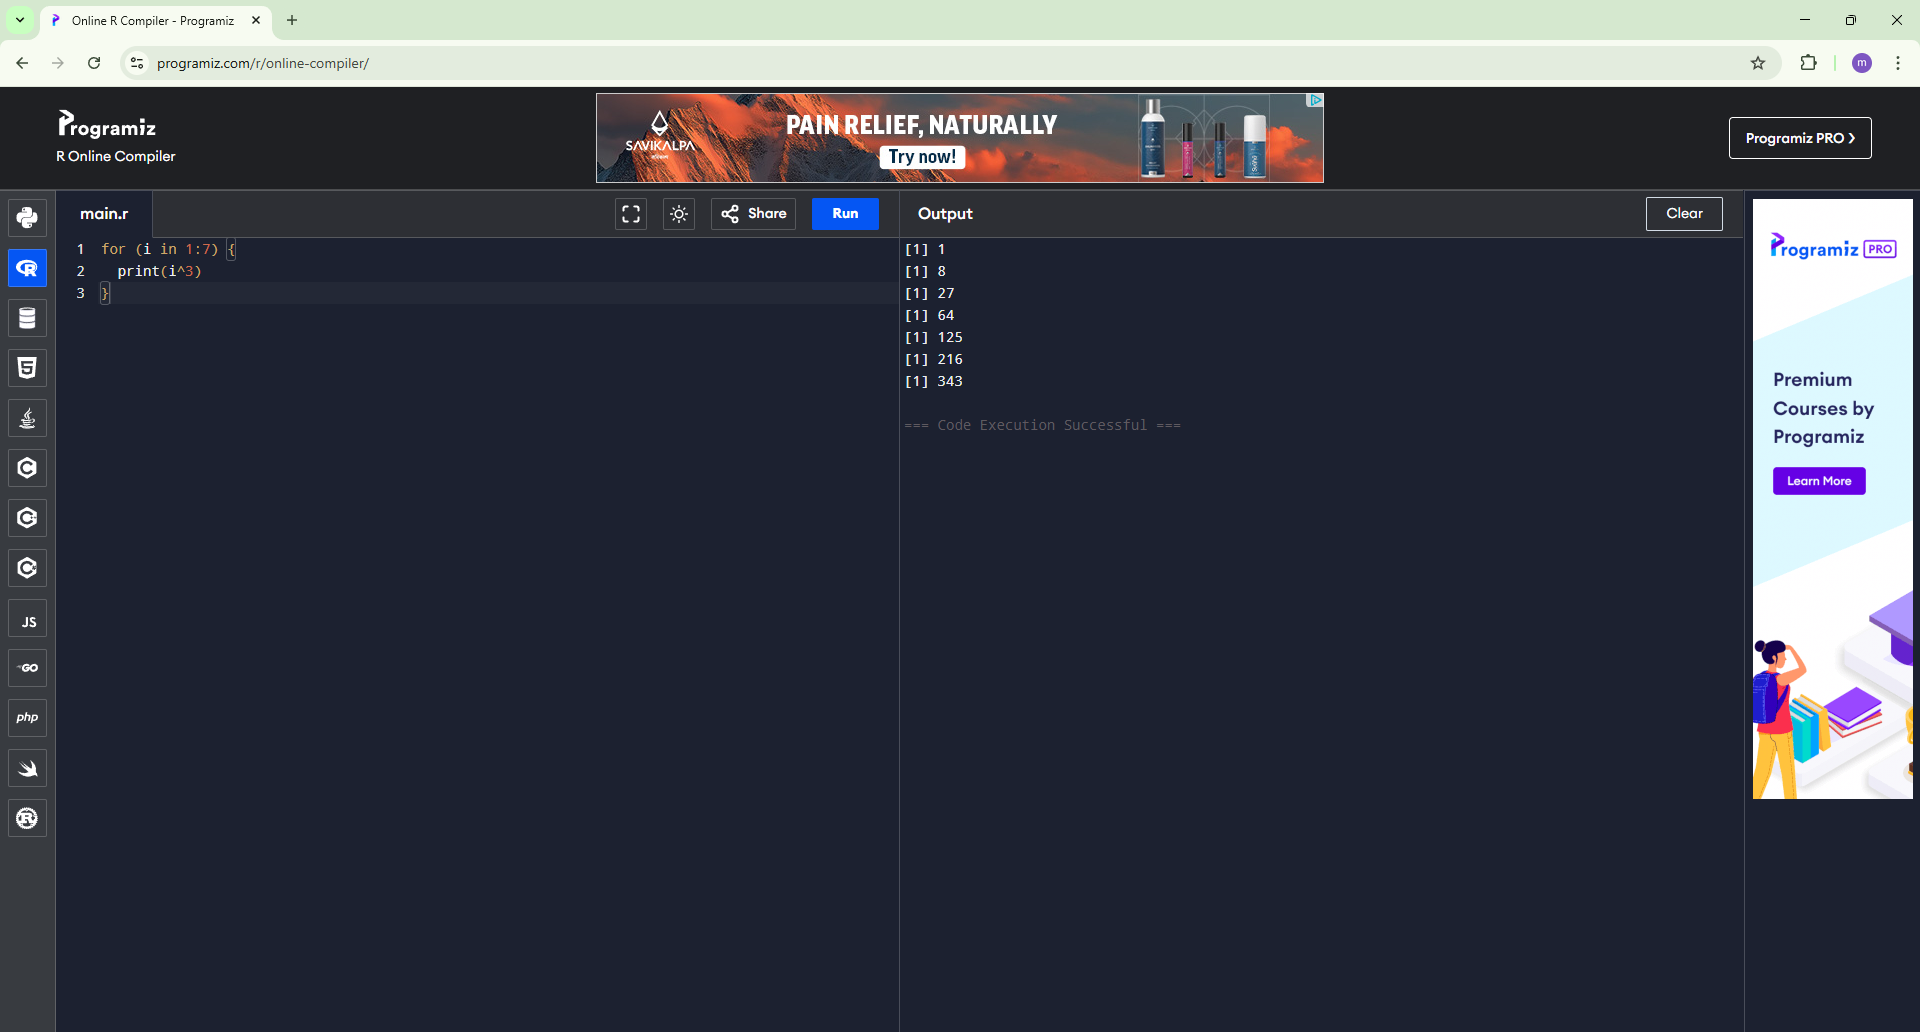 Online R Compiler - Programiz
programiz.com/r/online-compiler/
m
Programiz
R Online Compiler
SAVIKALPA
PAIN RELIEF, NATURALLY
Try now!
Programiz PRO
main.r
Share
Run
Output
Clear
1 for (i in 1:7) {
2   print(i^3)
3 }
[1] 1
[1] 8
[1] 27
[1] 64
[1] 125
[1] 216
[1] 343
=== Code Execution Successful ===
JS
GO
php
Programiz PRO
Premium
Courses by
Programiz
Learn More